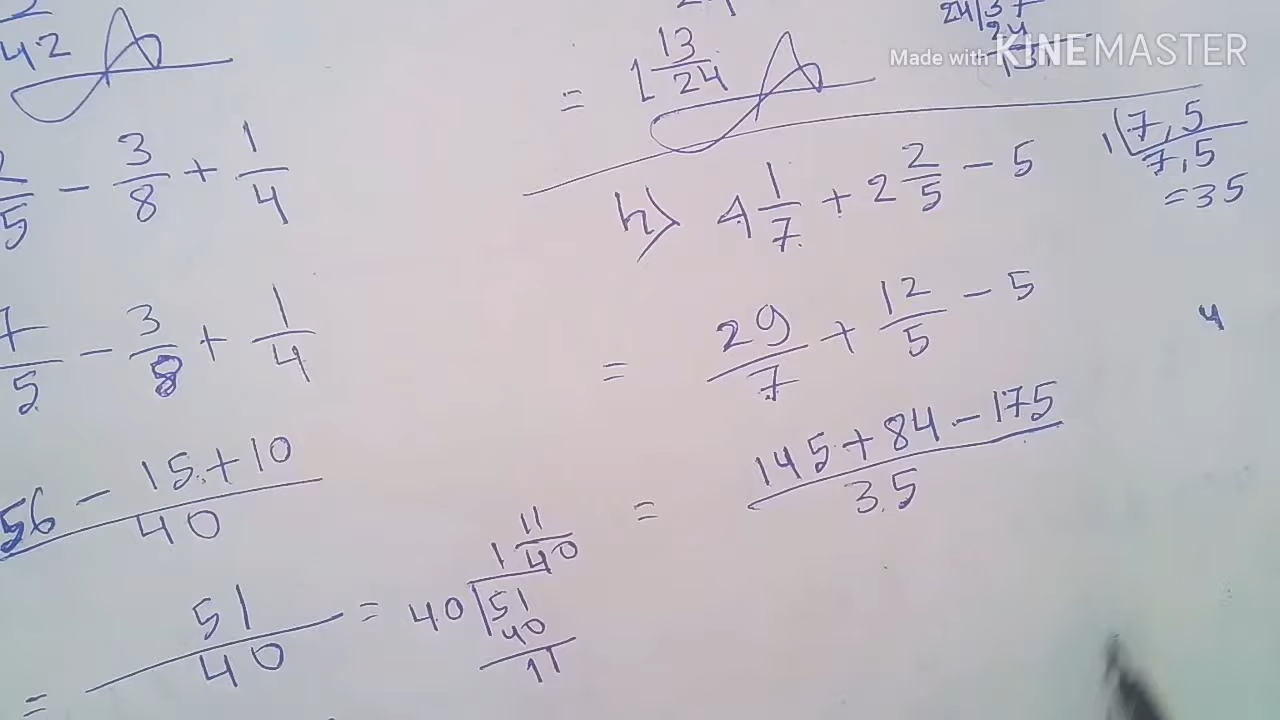 Made with KINEMASTER
42
- 3/8 + 1/4
5
- 3/8 + 1/4
5
56 - 15 + 10 / 40
= 51/40 = 40 51 1 11/40
40
11
24
= 1 13/24
h) 4 1/7 + 2 2/5 - 5
1 7, 5
7, 5
= 35
= 29/7 + 12/5 - 5
4
= 145 + 84 - 175 / 35